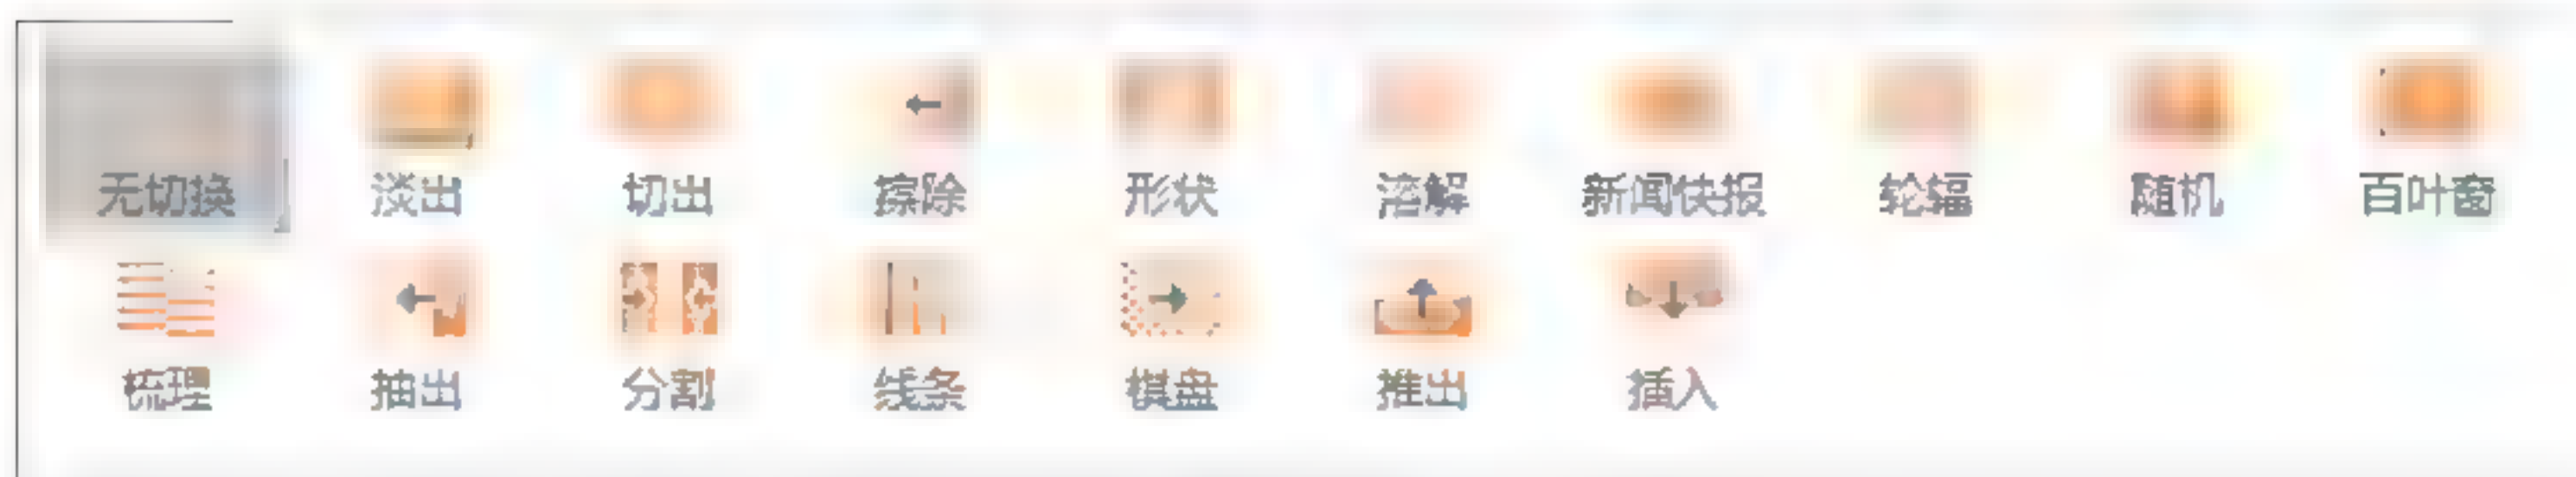 无切换 淡出 切出 擦除 形状 溶解 新闻快报 轮辐 随机 百叶窗
梳理 抽出 分割 线条 棋盘 推出 插入